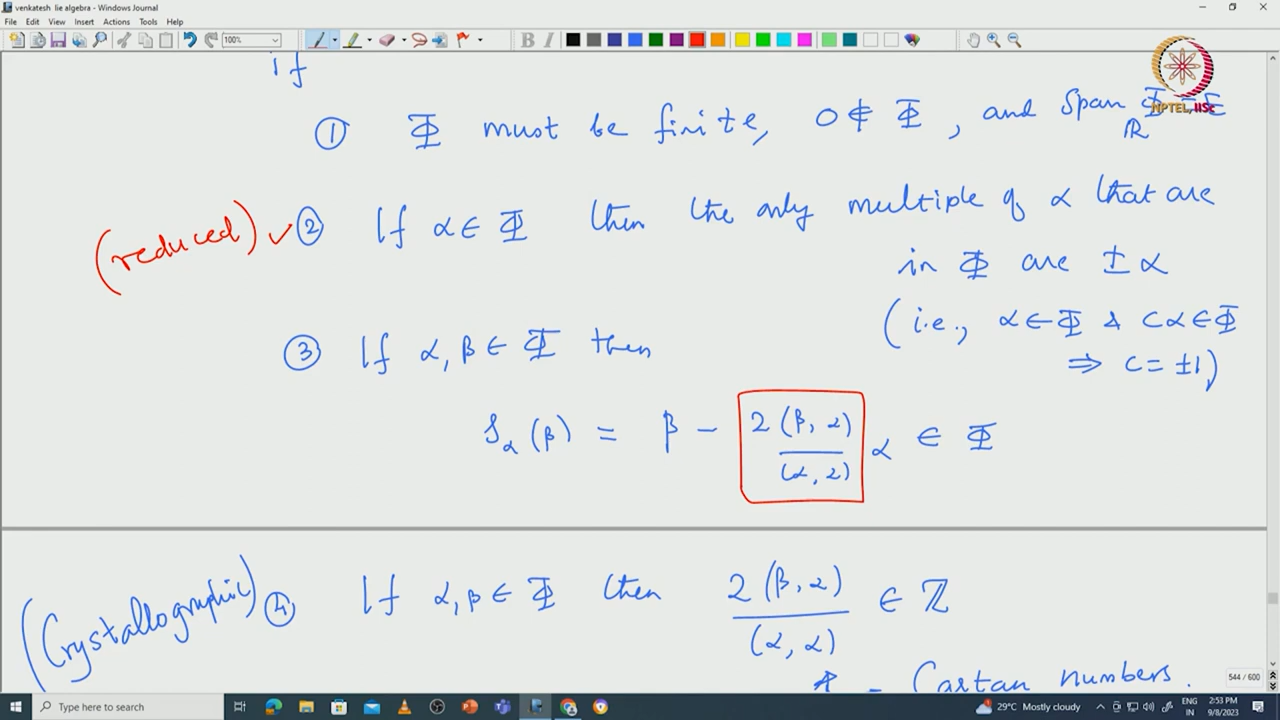 venkatesh lie algebra - Windows Journal
File Edit View Insert Actions Tools Help
100%
B I
if
NPTEL, IISc
① Φ must be finite, 0 ∉ Φ, and Span_ℝ Φ = E
(reduced) ✓ ② If α ∈ Φ then the only multiple of α that are
in Φ are ± α
(i.e., α ∈ Φ & cα ∈ Φ
⇒ c = ±1)
③ If α, β ∈ Φ then
S_α (β) = β - 2 (β, α) / (α, α) α ∈ Φ
(Crystallographic) ④ If α, β ∈ Φ then 2 (β, α) / (α, α) ∈ ℤ
- Cartan numbers.
544 / 600
Type here to search
29°C Mostly cloudy
ENG
IN
2:53 PM
9/8/2023